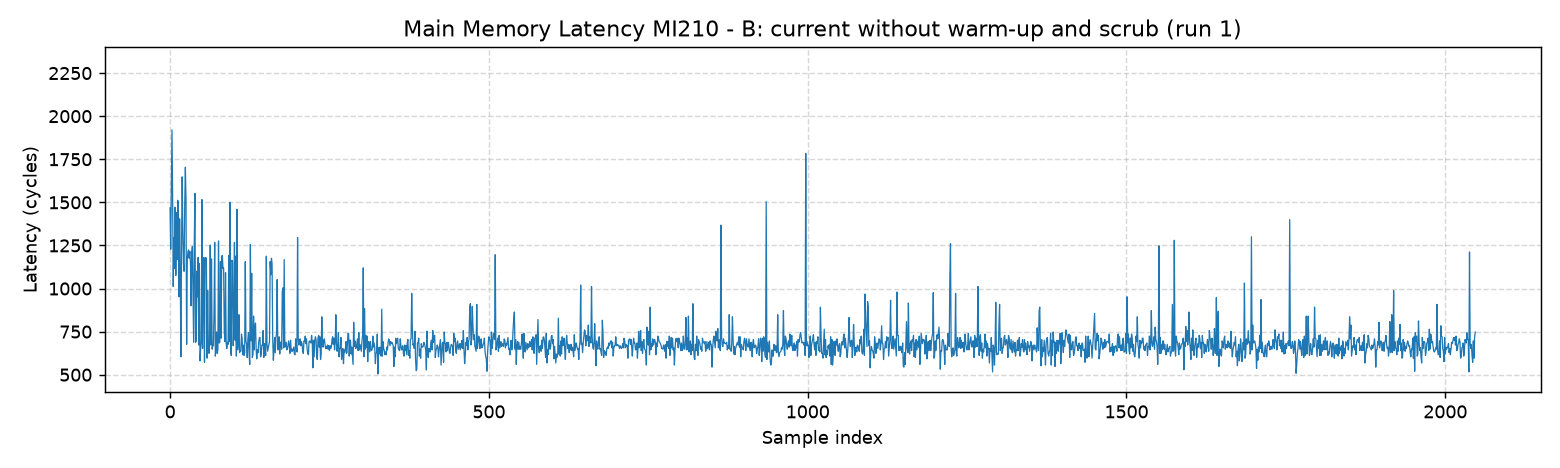 Main Memory Latency MI210 - B: current without warm-up and scrub (run 1)
2250
2000
1750
1500
1250
1000
750
500
Latency (cycles)
0 500 1000 1500 2000
Sample index